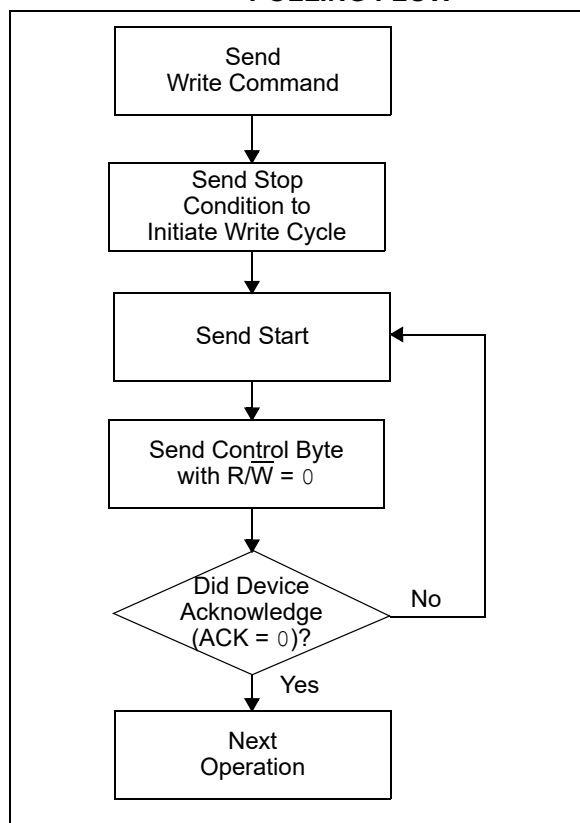 Send
Write Command
Send Stop
Condition to
Initiate Write Cycle
Send Start
Send Control Byte
with R/W̅ = 0
Did Device
Acknowledge
(ACK = 0)?
No
Yes
Next
Operation